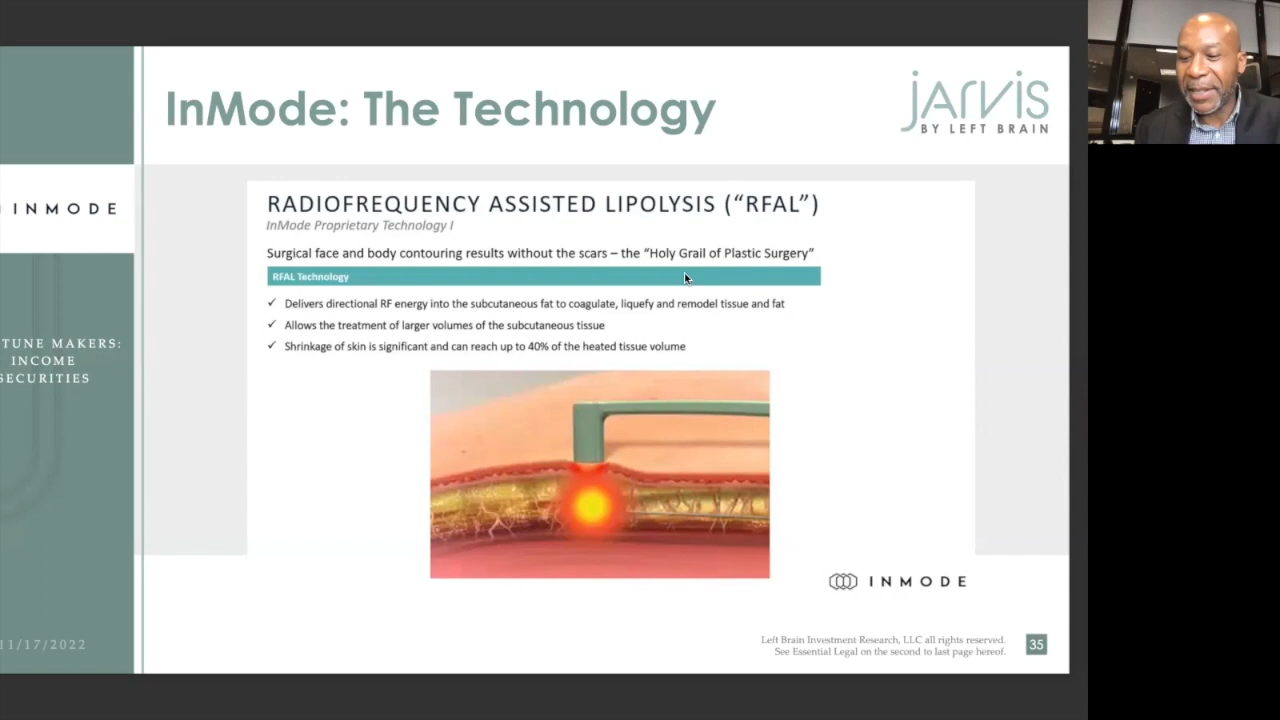 InMode: The Technology
jarvis
BY LEFT BRAIN
INMODE
RADIOFREQUENCY ASSISTED LIPOLYSIS (“RFAL”)
InMode Proprietary Technology I
Surgical face and body contouring results without the scars – the “Holy Grail of Plastic Surgery”
RFAL Technology
✓ Delivers directional RF energy into the subcutaneous fat to coagulate, liquefy and remodel tissue and fat
✓ Allows the treatment of larger volumes of the subcutaneous tissue
✓ Shrinkage of skin is significant and can reach up to 40% of the heated tissue volume
TUNE MAKERS:
INCOME
SECURITIES
INMODE
11/17/2022
Left Brain Investment Research, LLC all rights reserved.
See Essential Legal on the second to last page hereof.
35